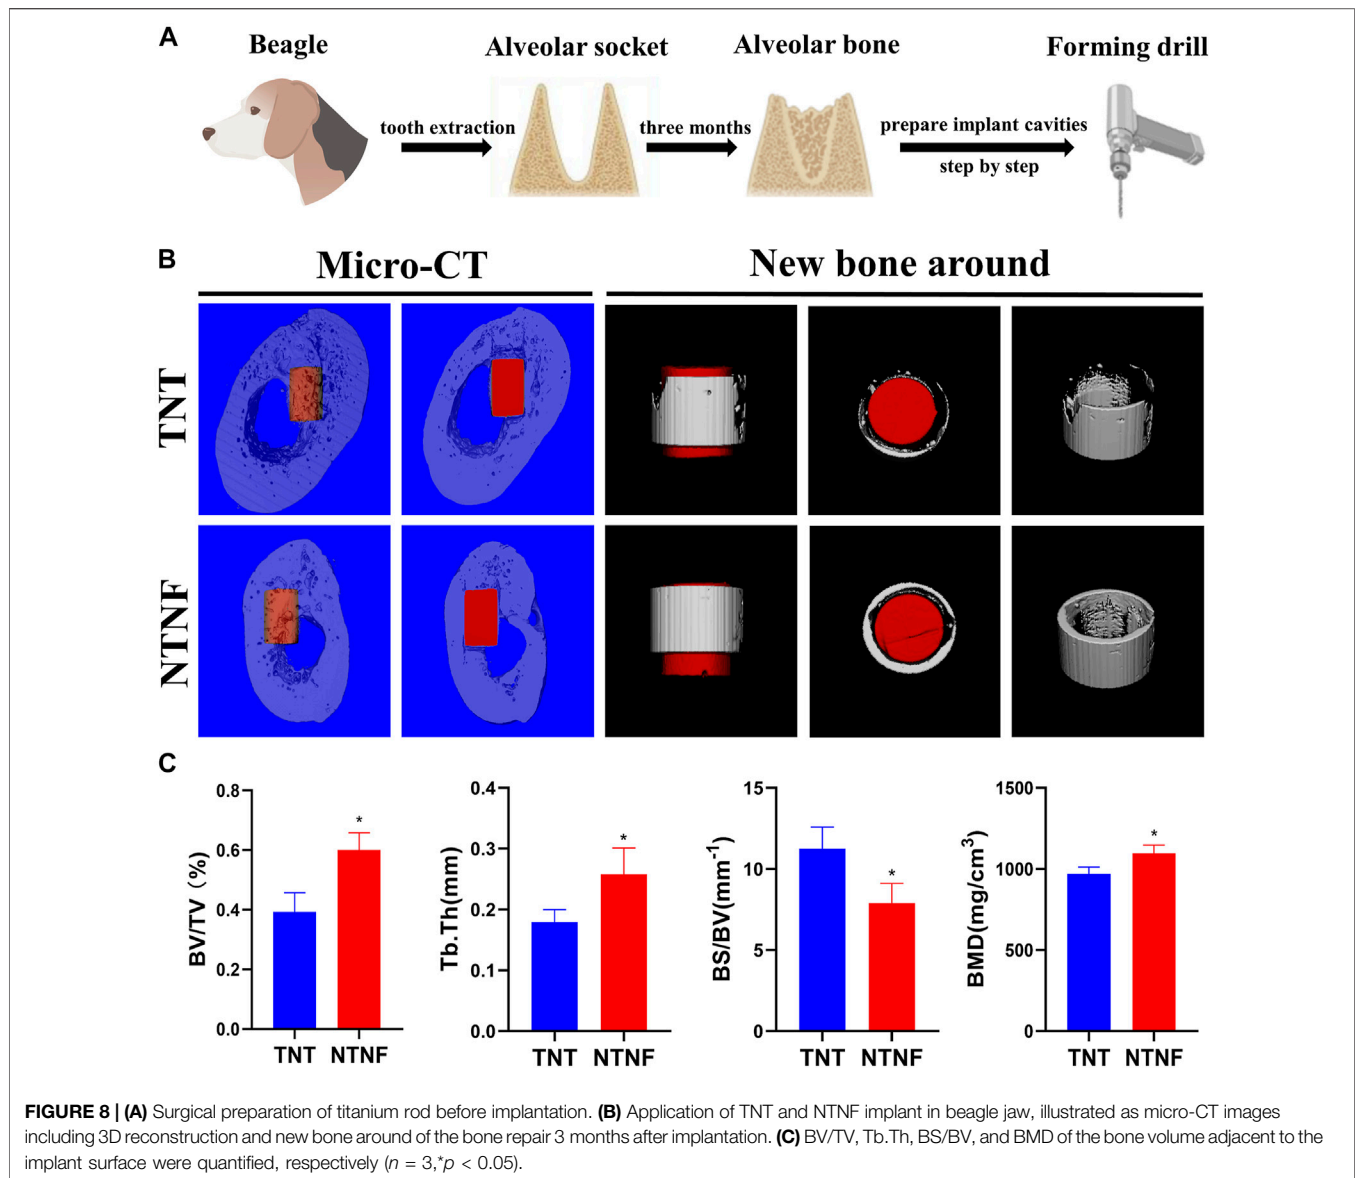 A
Beagle
Alveolar socket
Alveolar bone
Forming drill
tooth extraction
three months
prepare implant cavities
step by step
B
Micro-CT
New bone around
TNT
NTNF
C
BV/TV (%)
0.8
0.6
0.4
0.2
0.0
*
TNT NTNF
Tb.Th(mm)
0.4
0.3
0.2
0.1
0.0
*
TNT NTNF
BS/BV(mm⁻¹)
15
10
5
0
*
TNT NTNF
BMD(mg/cm³)
1500
1000
500
0
*
TNT NTNF
FIGURE 8 | (A) Surgical preparation of titanium rod before implantation. (B) Application of TNT and NTNF implant in beagle jaw, illustrated as micro-CT images
including 3D reconstruction and new bone around of the bone repair 3 months after implantation. (C) BV/TV, Tb.Th, BS/BV, and BMD of the bone volume adjacent to the
implant surface were quantified, respectively (n = 3,*p < 0.05).